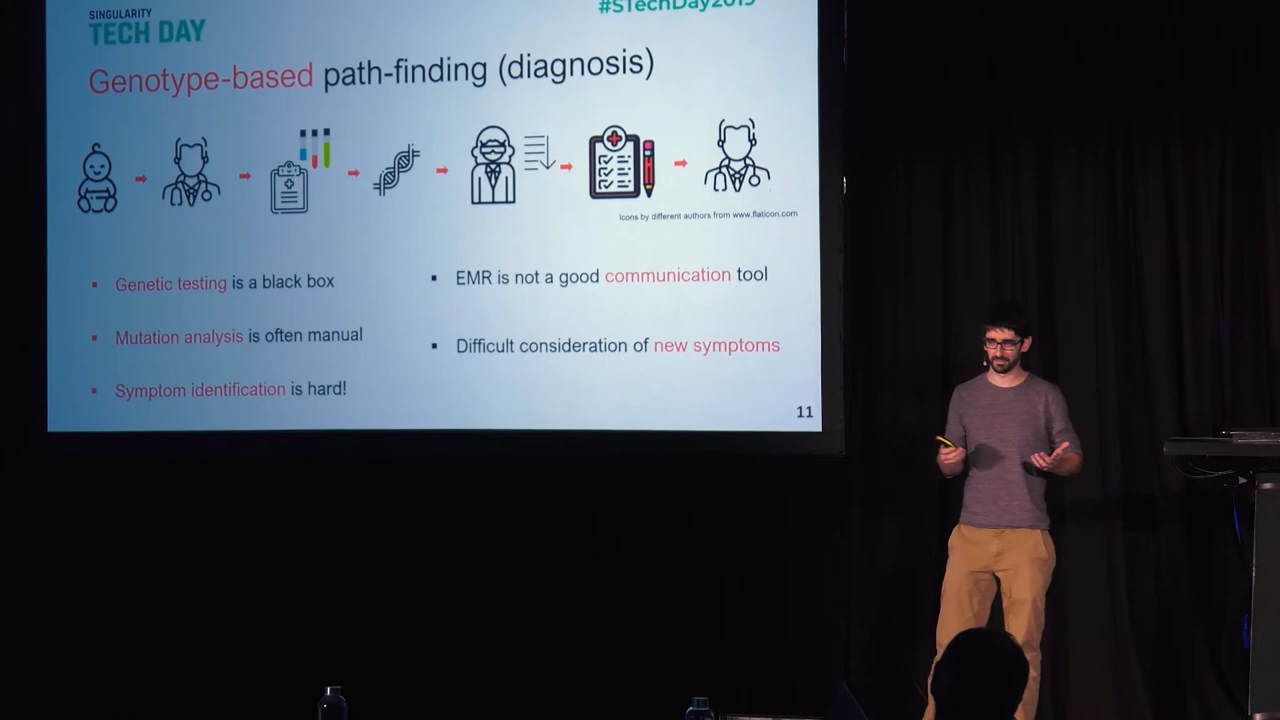 SINGULARITY
TECH DAY
#STechDay2019
Genotype-based path-finding (diagnosis)
Icons by different authors from www.flaticon.com
Genetic testing is a black box
Mutation analysis is often manual
Symptom identification is hard!
EMR is not a good communication tool
Difficult consideration of new symptoms
11